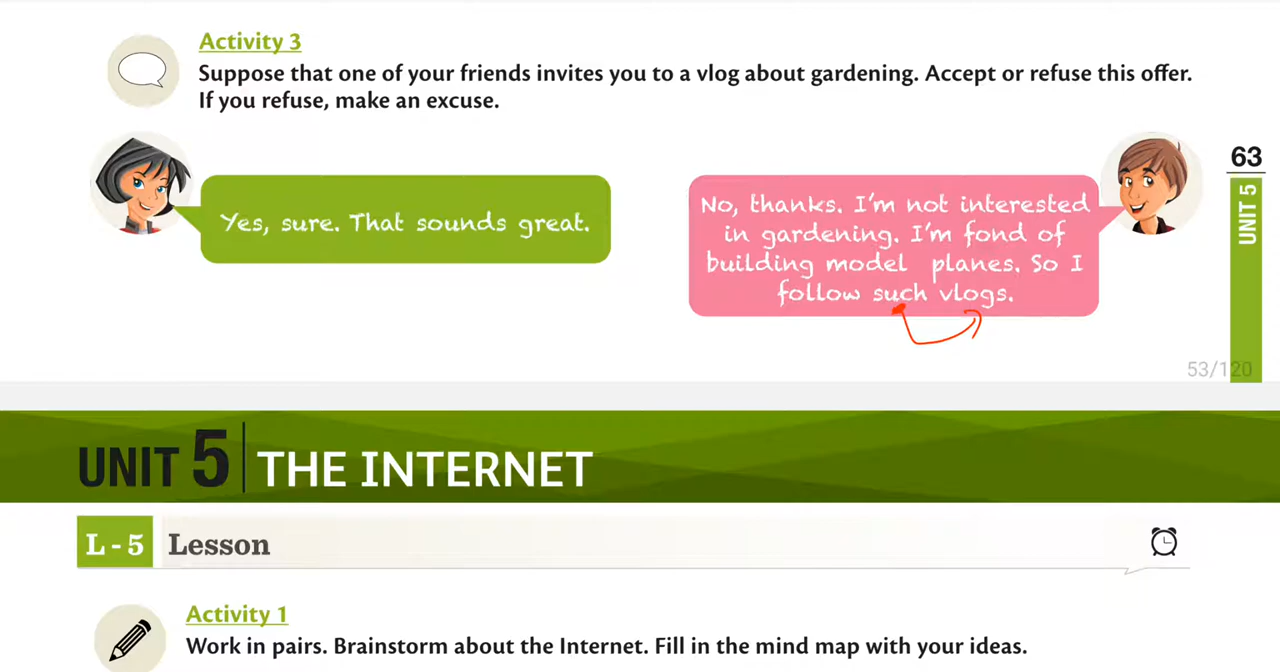 Activity 3
Suppose that one of your friends invites you to a vlog about gardening. Accept or refuse this offer.
If you refuse, make an excuse.
Yes, sure. That sounds great.
No, thanks. I'm not interested
in gardening. I'm fond of
building model planes. So I
follow such vlogs.
63
UNIT 5
53/120
UNIT 5 THE INTERNET
L - 5 Lesson
Activity 1
Work in pairs. Brainstorm about the Internet. Fill in the mind map with your ideas.